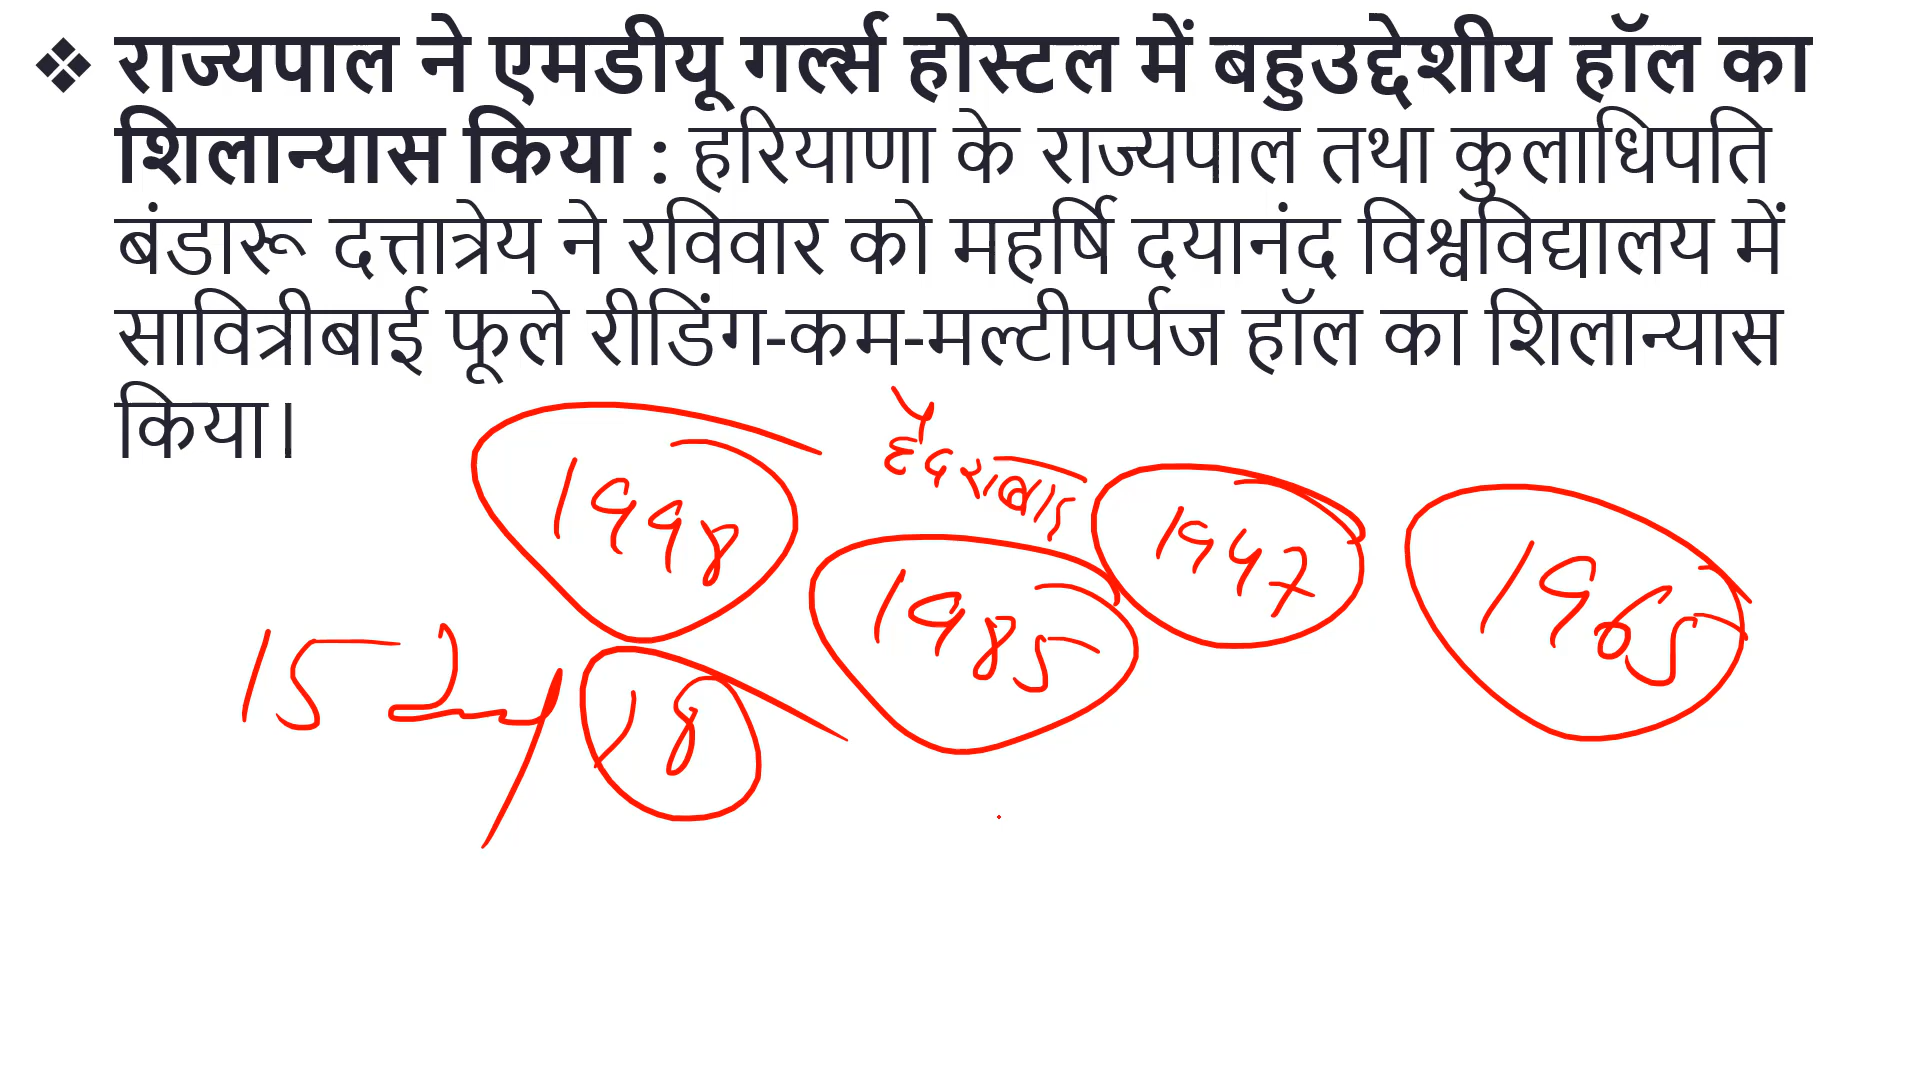 ❖ राज्यपाल ने एमडीयू गर्ल्स होस्टल में बहुउद्देशीय हॉल का
शिलान्यास किया : हरियाणा के राज्यपाल तथा कुलाधिपति
बंडारू दत्तात्रेय ने रविवार को महर्षि दयानंद विश्वविद्यालय में
सावित्रीबाई फूले रीडिंग-कम-मल्टीपर्पज हॉल का शिलान्यास
किया।
हैदराबाद
1998
1947
1985
1965
15
18